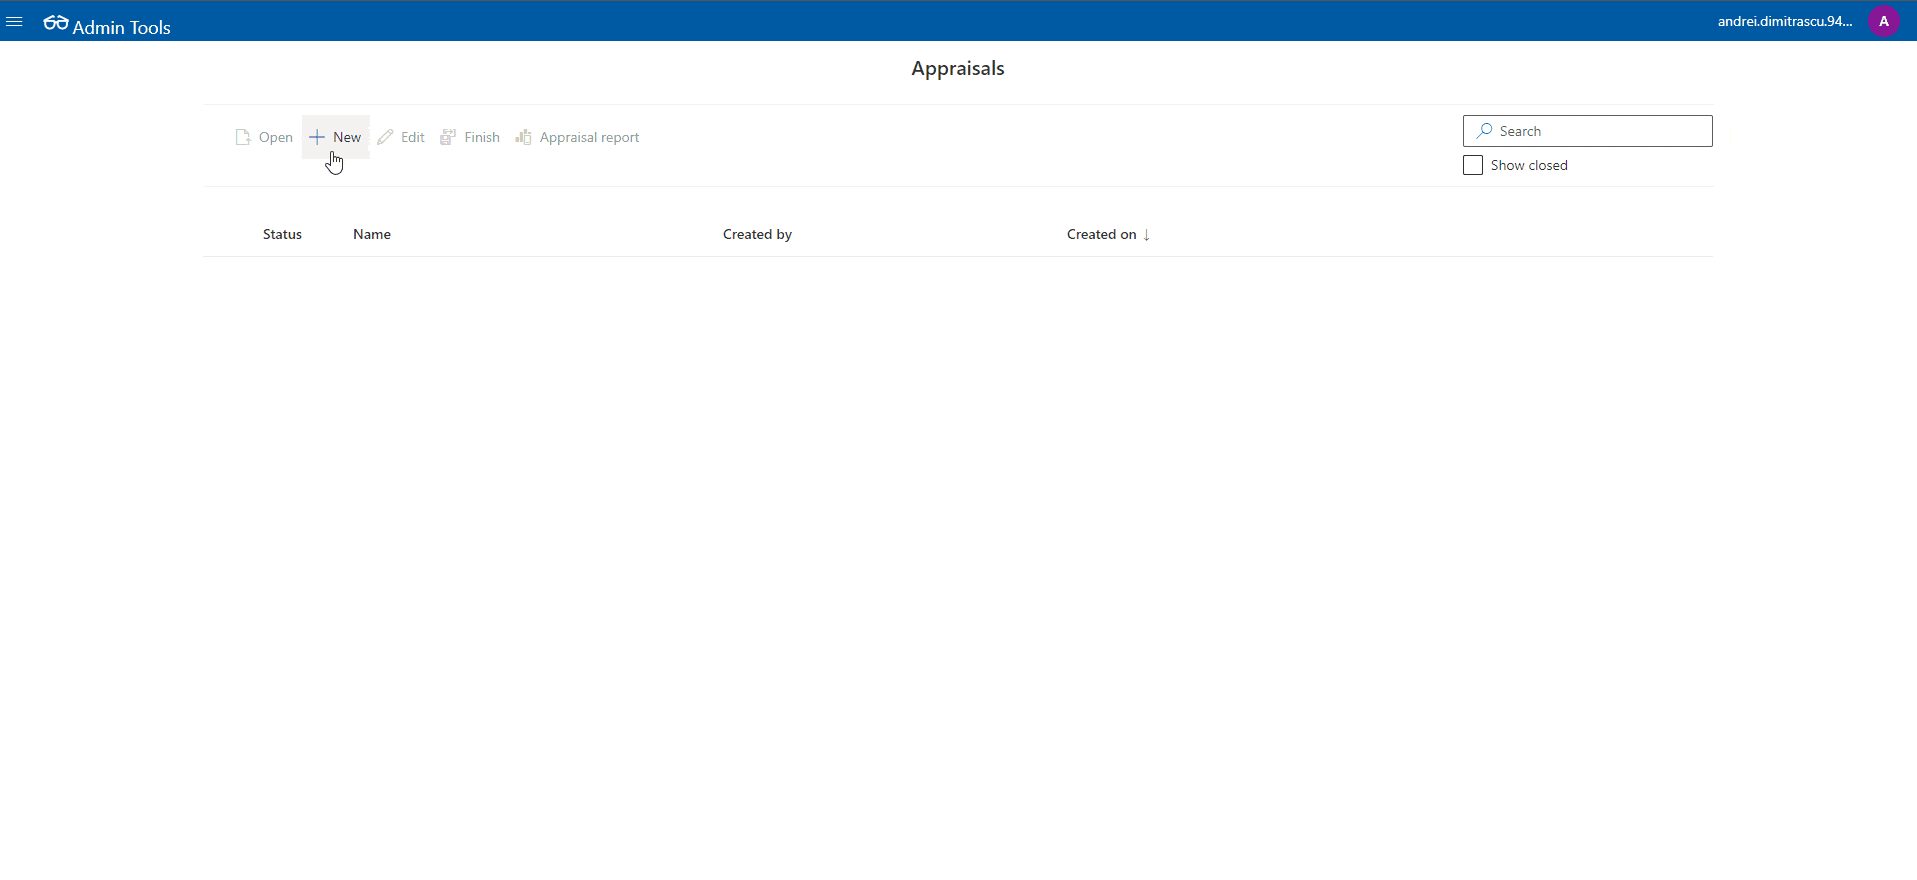 Admin Tools
andrei.dimitrascu.94...
A
Appraisals
Open New Edit Finish Appraisal report
Search
Show closed
Status Name Created by Created on ↓